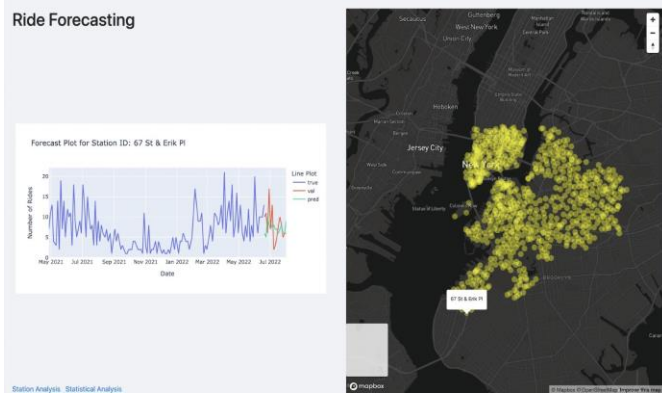 Ride Forecasting
Forecast Plot for Station ID: 67 St & Erik Pl
Line Plot
true
val
pred
Number of Rides
20
15
10
5
0
May 2021 Jul 2021 Sep 2021 Nov 2021 Jan 2022 Mar 2022 May 2022 Jul 2022
Date
Station Analysis Statistical Analysis
Secaucus
Guttenberg
West New York
Union City
Hoboken
Jersey City
New York
67 St & Erik Pl
mapbox
© Mapbox © OpenStreetMap Improve this map